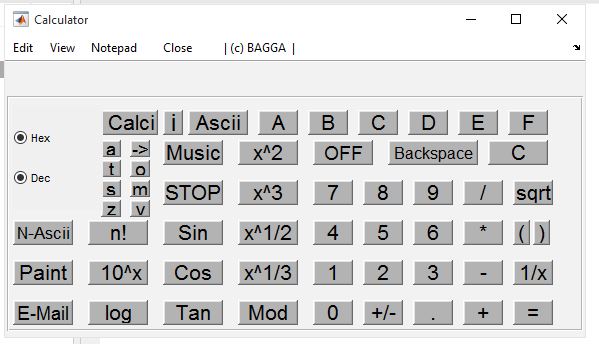 Calculator
Edit View Notepad Close | (c) BAGGA |
Calci i Ascii A B C D E F
Hex
a -> Music x^2 OFF Backspace C
t o
Dec
s m STOP x^3 7 8 9 / sqrt
z v
N-Ascii n! Sin x^1/2 4 5 6 * ( )
Paint 10^x Cos x^1/3 1 2 3 - 1/x
E-Mail log Tan Mod 0 +/- . + =